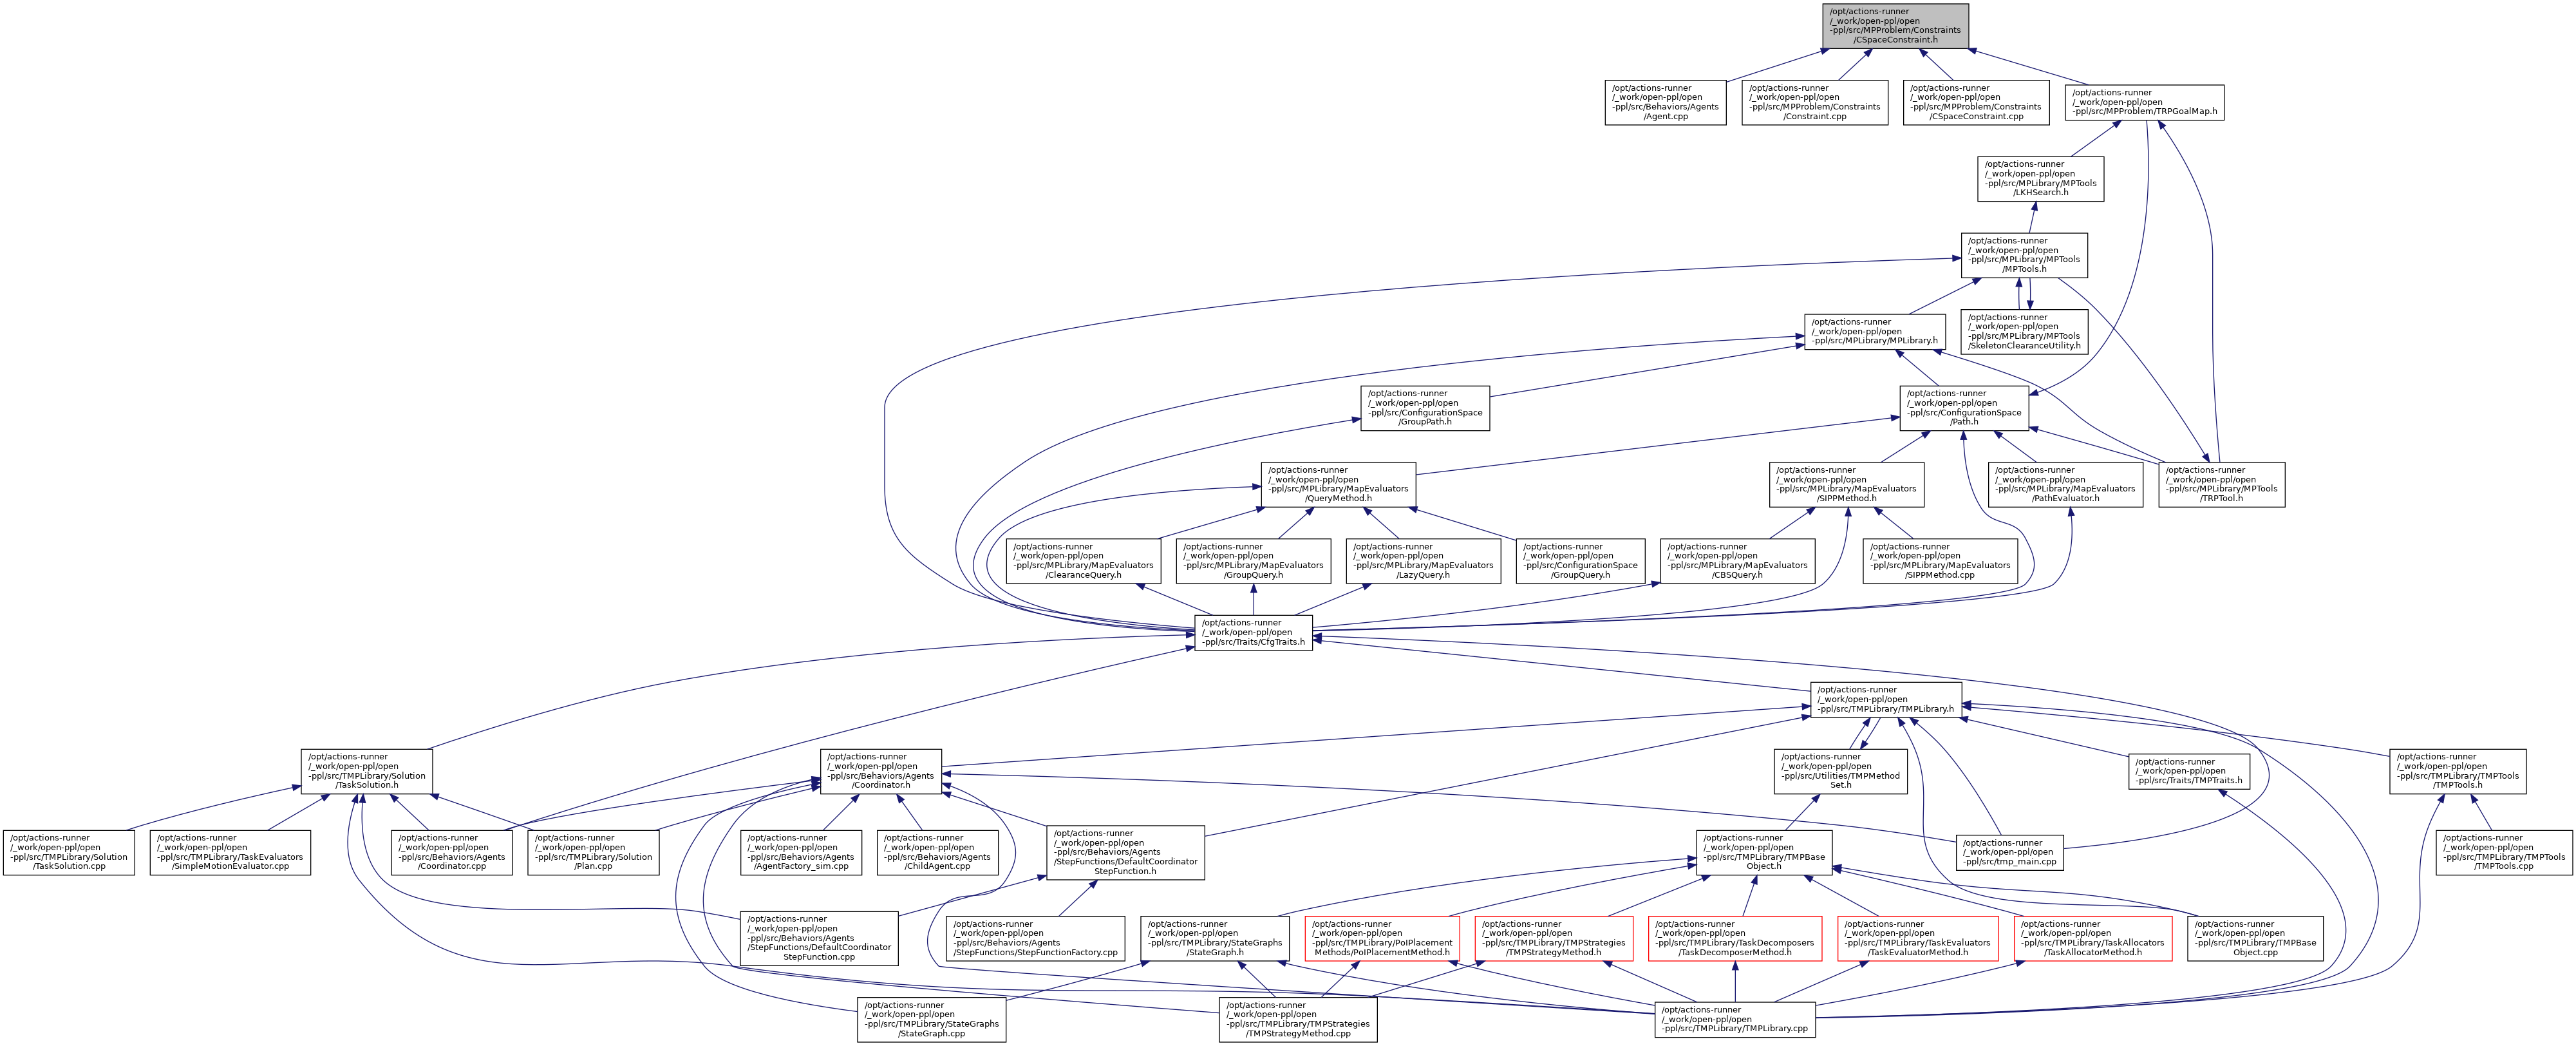 /opt/actions-runner
/_work/open-ppl/open
-ppl/src/MPProblem/Constraints
/CSpaceConstraint.h
/opt/actions-runner
/_work/open-ppl/open
-ppl/src/Behaviors/Agents
/Agent.cpp
/opt/actions-runner
/_work/open-ppl/open
-ppl/src/MPProblem/Constraints
/Constraint.cpp
/opt/actions-runner
/_work/open-ppl/open
-ppl/src/MPProblem/Constraints
/CSpaceConstraint.cpp
/opt/actions-runner
/_work/open-ppl/open
-ppl/src/MPProblem/TRPGoalMap.h
/opt/actions-runner
/_work/open-ppl/open
-ppl/src/MPLibrary/MPTools
/LKHSearch.h
/opt/actions-runner
/_work/open-ppl/open
-ppl/src/MPLibrary/MPTools
/MPTools.h
/opt/actions-runner
/_work/open-ppl/open
-ppl/src/MPLibrary/MPLibrary.h
/opt/actions-runner
/_work/open-ppl/open
-ppl/src/MPLibrary/MPTools
/SkeletonClearanceUtility.h
/opt/actions-runner
/_work/open-ppl/open
-ppl/src/ConfigurationSpace
/GroupPath.h
/opt/actions-runner
/_work/open-ppl/open
-ppl/src/ConfigurationSpace
/Path.h
/opt/actions-runner
/_work/open-ppl/open
-ppl/src/MPLibrary/MapEvaluators
/QueryMethod.h
/opt/actions-runner
/_work/open-ppl/open
-ppl/src/MPLibrary/MapEvaluators
/SIPPMethod.h
/opt/actions-runner
/_work/open-ppl/open
-ppl/src/MPLibrary/MapEvaluators
/PathEvaluator.h
/opt/actions-runner
/_work/open-ppl/open
-ppl/src/MPLibrary/MPTools
/TRPTool.h
/opt/actions-runner
/_work/open-ppl/open
-ppl/src/MPLibrary/MapEvaluators
/ClearanceQuery.h
/opt/actions-runner
/_work/open-ppl/open
-ppl/src/MPLibrary/MapEvaluators
/GroupQuery.h
/opt/actions-runner
/_work/open-ppl/open
-ppl/src/MPLibrary/MapEvaluators
/LazyQuery.h
/opt/actions-runner
/_work/open-ppl/open
-ppl/src/ConfigurationSpace
/GroupQuery.h
/opt/actions-runner
/_work/open-ppl/open
-ppl/src/MPLibrary/MapEvaluators
/CBSQuery.h
/opt/actions-runner
/_work/open-ppl/open
-ppl/src/MPLibrary/MapEvaluators
/SIPPMethod.cpp
/opt/actions-runner
/_work/open-ppl/open
-ppl/src/Traits/CfgTraits.h
/opt/actions-runner
/_work/open-ppl/open
-ppl/src/TMPLibrary/TMPLibrary.h
/opt/actions-runner
/_work/open-ppl/open
-ppl/src/TMPLibrary/Solution
/TaskSolution.h
/opt/actions-runner
/_work/open-ppl/open
-ppl/src/Behaviors/Agents
/Coordinator.h
/opt/actions-runner
/_work/open-ppl/open
-ppl/src/Utilities/TMPMethod
Set.h
/opt/actions-runner
/_work/open-ppl/open
-ppl/src/Traits/TMPTraits.h
/opt/actions-runner
/_work/open-ppl/open
-ppl/src/TMPLibrary/TMPTools
/TMPTools.h
/opt/actions-runner
/_work/open-ppl/open
-ppl/src/TMPLibrary/Solution
/TaskSolution.cpp
/opt/actions-runner
/_work/open-ppl/open
-ppl/src/TMPLibrary/TaskEvaluators
/SimpleMotionEvaluator.cpp
/opt/actions-runner
/_work/open-ppl/open
-ppl/src/Behaviors/Agents
/Coordinator.cpp
/opt/actions-runner
/_work/open-ppl/open
-ppl/src/TMPLibrary/Solution
/Plan.cpp
/opt/actions-runner
/_work/open-ppl/open
-ppl/src/Behaviors/Agents
/AgentFactory_sim.cpp
/opt/actions-runner
/_work/open-ppl/open
-ppl/src/Behaviors/Agents
/ChildAgent.cpp
/opt/actions-runner
/_work/open-ppl/open
-ppl/src/Behaviors/Agents
/StepFunctions/DefaultCoordinator
StepFunction.h
/opt/actions-runner
/_work/open-ppl/open
-ppl/src/TMPLibrary/TMPBase
Object.h
/opt/actions-runner
/_work/open-ppl/open
-ppl/src/tmp_main.cpp
/opt/actions-runner
/_work/open-ppl/open
-ppl/src/TMPLibrary/TMPTools
/TMPTools.cpp
/opt/actions-runner
/_work/open-ppl/open
-ppl/src/Behaviors/Agents
/StepFunctions/DefaultCoordinator
StepFunction.cpp
/opt/actions-runner
/_work/open-ppl/open
-ppl/src/Behaviors/Agents
/StepFunctions/StepFunctionFactory.cpp
/opt/actions-runner
/_work/open-ppl/open
-ppl/src/TMPLibrary/StateGraphs
/StateGraph.h
/opt/actions-runner
/_work/open-ppl/open
-ppl/src/TMPLibrary/PoIPlacement
Methods/PoIPlacementMethod.h
/opt/actions-runner
/_work/open-ppl/open
-ppl/src/TMPLibrary/TMPStrategies
/TMPStrategyMethod.h
/opt/actions-runner
/_work/open-ppl/open
-ppl/src/TMPLibrary/TaskDecomposers
/TaskDecomposerMethod.h
/opt/actions-runner
/_work/open-ppl/open
-ppl/src/TMPLibrary/TaskEvaluators
/TaskEvaluatorMethod.h
/opt/actions-runner
/_work/open-ppl/open
-ppl/src/TMPLibrary/TaskAllocators
/TaskAllocatorMethod.h
/opt/actions-runner
/_work/open-ppl/open
-ppl/src/TMPLibrary/TMPBase
Object.cpp
/opt/actions-runner
/_work/open-ppl/open
-ppl/src/TMPLibrary/StateGraphs
/StateGraph.cpp
/opt/actions-runner
/_work/open-ppl/open
-ppl/src/TMPLibrary/TMPStrategies
/TMPStrategyMethod.cpp
/opt/actions-runner
/_work/open-ppl/open
-ppl/src/TMPLibrary/TMPLibrary.cpp